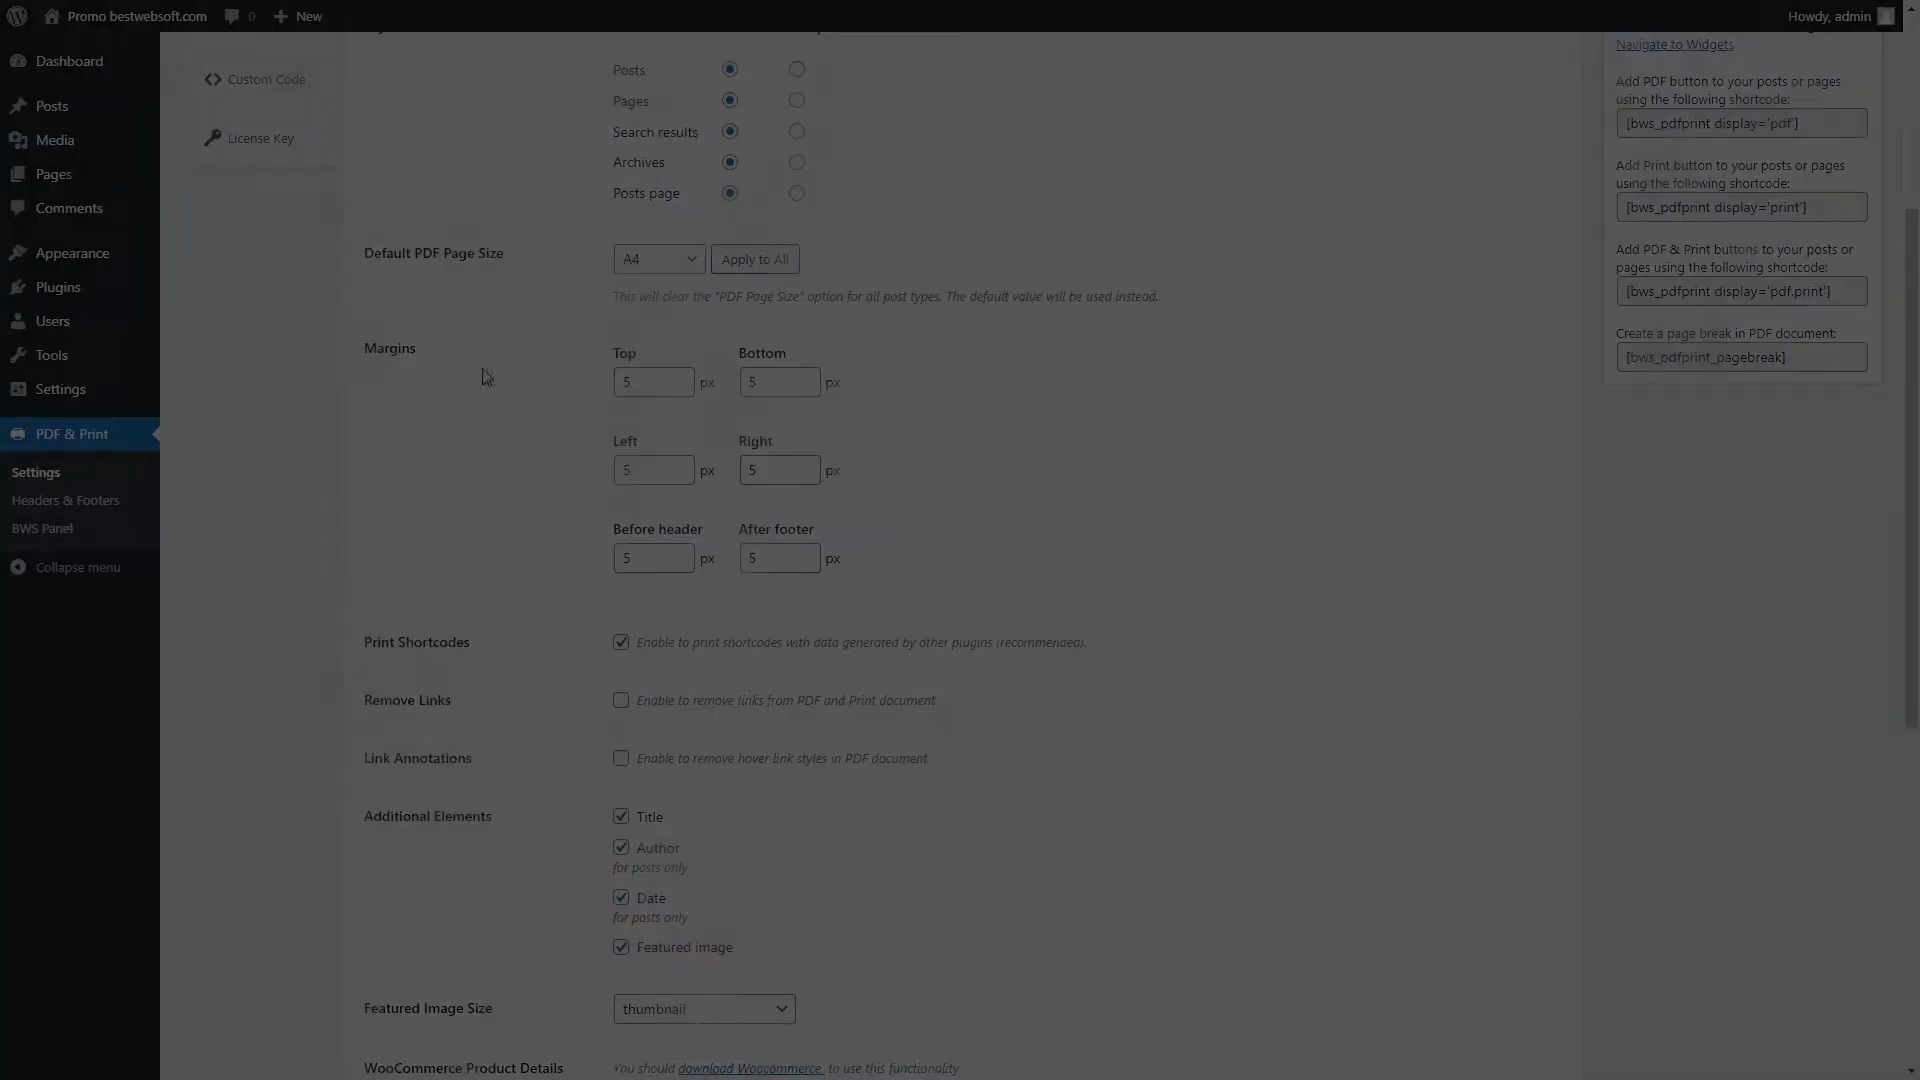 Promo bestwebsoft.com
0
New
Howdy, admin
Dashboard
Posts
Media
Pages
Comments
Appearance
Plugins
Users
Tools
Settings
PDF & Print
Settings
Headers & Footers
BWS Panel
Collapse menu
Custom Code
License Key
Posts
Pages
Search results
Archives
Posts page
Default PDF Page Size
A4
Apply to All
This will clear the "PDF Page Size" option for all post types. The default value will be used instead.
Margins
Top
Bottom
5 px
5 px
Left
Right
5 px
5 px
Before header
After footer
5 px
5 px
Print Shortcodes
Enable to print shortcodes with data generated by other plugins (recommended).
Remove Links
Enable to remove links from PDF and Print document
Link Annotations
Enable to remove hover link styles in PDF document
Additional Elements
Title
Author
for posts only
Date
for posts only
Featured image
Featured Image Size
thumbnail
WooCommerce Product Details
You should download Woocommerce to use this functionality
Navigate to Widgets
Add PDF button to your posts or pages
using the following shortcode:
[bws_pdfprint display='pdf']
Add Print button to your posts or pages
using the following shortcode:
[bws_pdfprint display='print']
Add PDF & Print buttons to your posts or
pages using the following shortcode:
[bws_pdfprint display='pdf,print']
Create a page break in PDF document:
[bws_pdfprint_pagebreak]